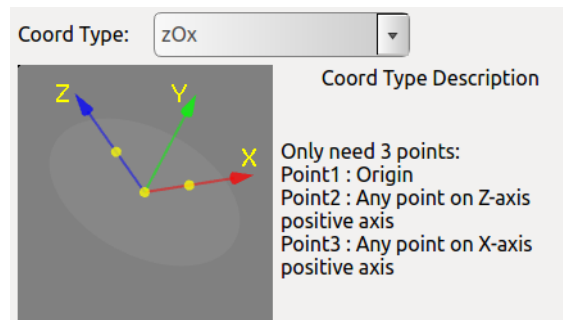 Coord Type:
zOx
Coord Type Description
Z
Y
X
Only need 3 points:
Point1 : Origin
Point2 : Any point on Z-axis
positive axis
Point3 : Any point on X-axis
positive axis